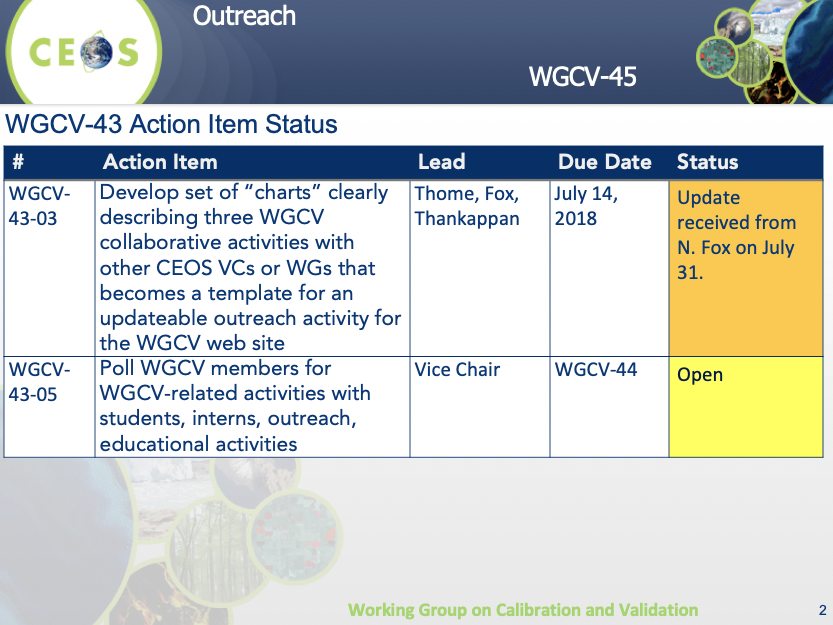 Outreach
CEOS
WGCV-45
WGCV-43 Action Item Status
# Action Item Lead Due Date Status
WGCV-
43-03
Develop set of “charts” clearly
describing three WGCV
collaborative activities with
other CEOS VCs or WGs that
becomes a template for an
updateable outreach activity for
the WGCV web site
Thome, Fox,
Thankappan
July 14,
2018
Update
received from
N. Fox on July
31.
WGCV-
43-05
Poll WGCV members for
WGCV-related activities with
students, interns, outreach,
educational activities
Vice Chair
WGCV-44
Open
Working Group on Calibration and Validation
2